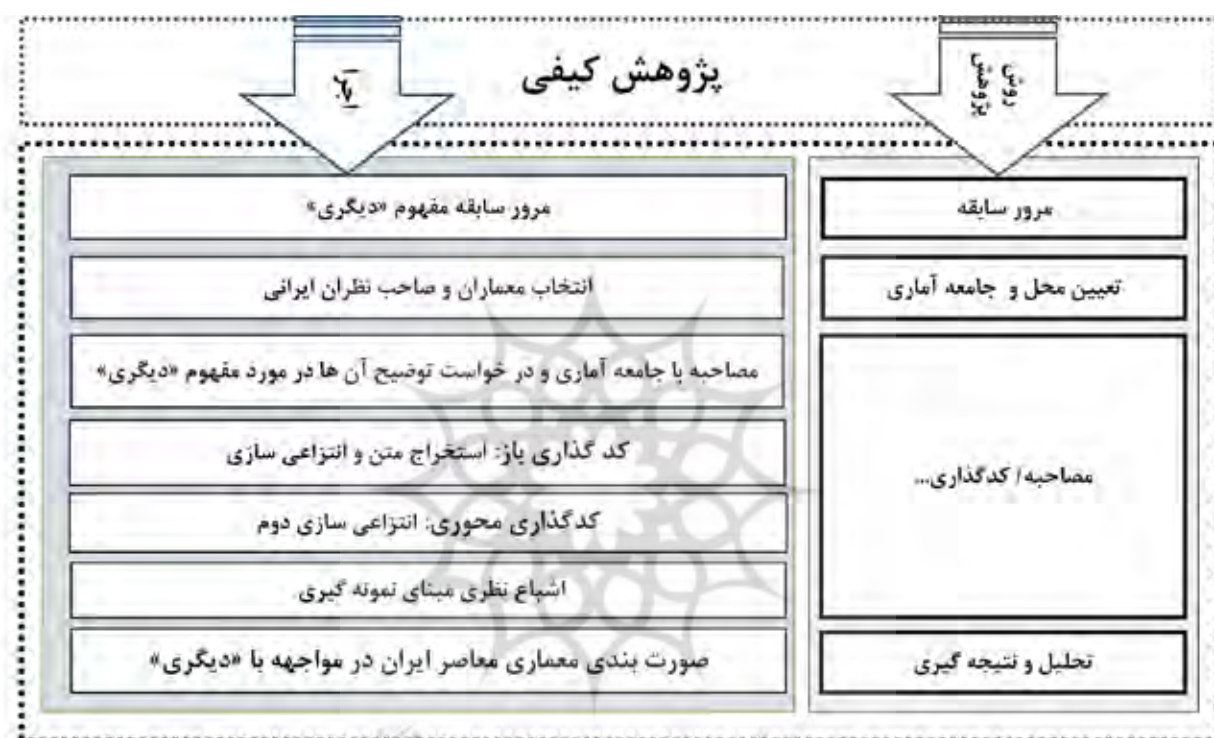 پژوهش کیفی
روش
پژوهش
مرور سابقه
مرور سابقه مفهوم «دیگری»
تعیین محل و جامعه آماری
انتخاب معماران و صاحب نظران ایرانی
مصاحبه/ کدگذاری...
مصاحبه با جامعه آماری و در خواست توضیح آن ها در مورد مفهوم «دیگری»
کد گذاری باز: استخراج متن و انتزاعی سازی
کدگذاری محوری: انتزاعی سازی دوم
اشباع نظری مبنای نمونه گیری
تحلیل و نتیجه گیری
صورت بندی معماری معاصر ایران در مواجهه با «دیگری»